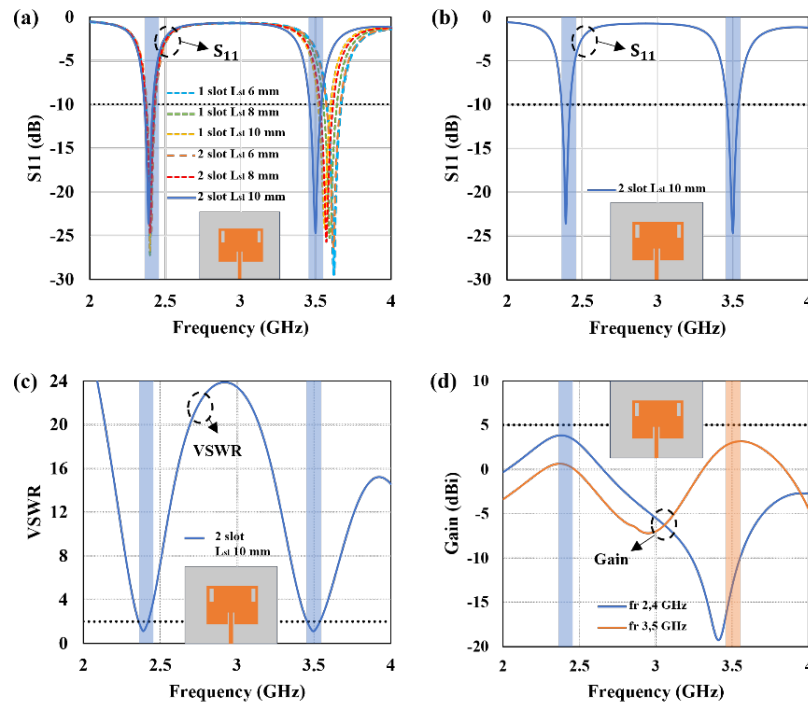 (a)
0
-5
-10
-15
-20
-25
-30
S11 (dB)
S₁₁
1 slot Lst 6 mm
1 slot Lst 8 mm
1 slot Lst 10 mm
2 slot Lst 6 mm
2 slot Lst 8 mm
2 slot Lst 10 mm
2 2.5 3 3.5 4
Frequency (GHz)
(b)
0
-5
-10
-15
-20
-25
-30
S11 (dB)
S₁₁
2 slot Lst 10 mm
2 2.5 3 3.5 4
Frequency (GHz)
(c)
24
20
16
12
8
4
0
VSWR
VSWR
2 slot
Lst 10 mm
2 2.5 3 3.5 4
Frequency (GHz)
(d)
10
5
0
-5
-10
-15
-20
Gain (dBi)
Gain
fr 2,4 GHz
fr 3,5 GHz
2 2.5 3 3.5 4
Frequency (GHz)